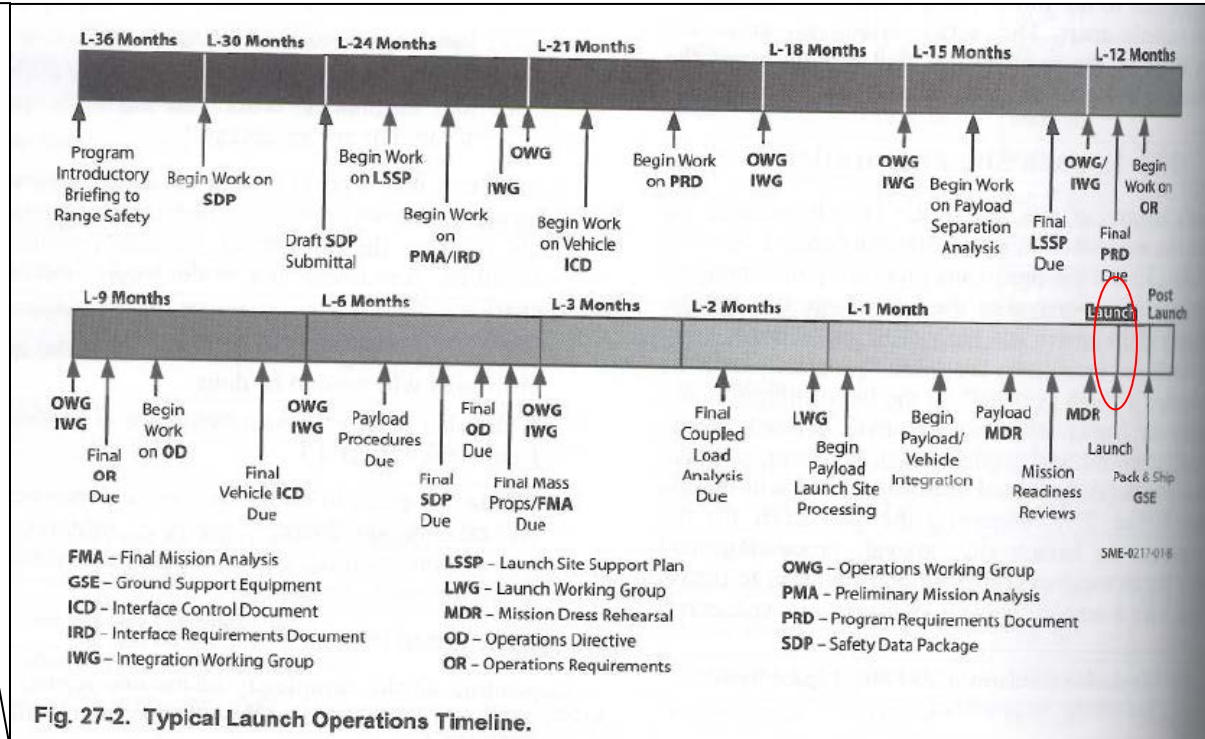 L-36 Months L-30 Months L-24 Months L-21 Months L-18 Months L-15 Months L-12 Months
Program
Introductory
Briefing to
Range Safety
Begin Work on
SDP
Draft SDP
Submittal
Begin Work
on LSSP
Begin Work
on
PMA/IRD
IWG
OWG
Begin Work
on Vehicle
ICD
Begin Work
on PRD
OWG
IWG
OWG
IWG
Begin Work
on Payload
Separation
Analysis
Final
LSSP
Due
OWG/
IWG
Final
PRD
Due
Begin
Work on
OR
L-9 Months L-6 Months L-3 Months L-2 Months L-1 Month Launch Post
Launch
OWG
IWG
Final
OR
Due
Begin
Work
on OD
Final
Vehicle ICD
Due
OWG
IWG
Payload
Procedures
Due
Final
SDP
Due
Final
OD
Due
Final Mass
Props/FMA
Due
OWG
IWG
Final
Coupled
Load
Analysis
Due
LWG
Begin
Payload
Launch Site
Processing
Begin
Payload/
Vehicle
Integration
Payload
MDR
Mission
Readiness
Reviews
MDR
Launch
Pack & Ship
GSE
SME-0217-01-B
FMA – Final Mission Analysis
GSE – Ground Support Equipment
ICD – Interface Control Document
IRD – Interface Requirements Document
IWG – Integration Working Group
LSSP – Launch Site Support Plan
LWG – Launch Working Group
MDR – Mission Dress Rehearsal
OD – Operations Directive
OR – Operations Requirements
OWG – Operations Working Group
PMA – Preliminary Mission Analysis
PRD – Program Requirements Document
SDP – Safety Data Package
Fig. 27-2. Typical Launch Operations Timeline.